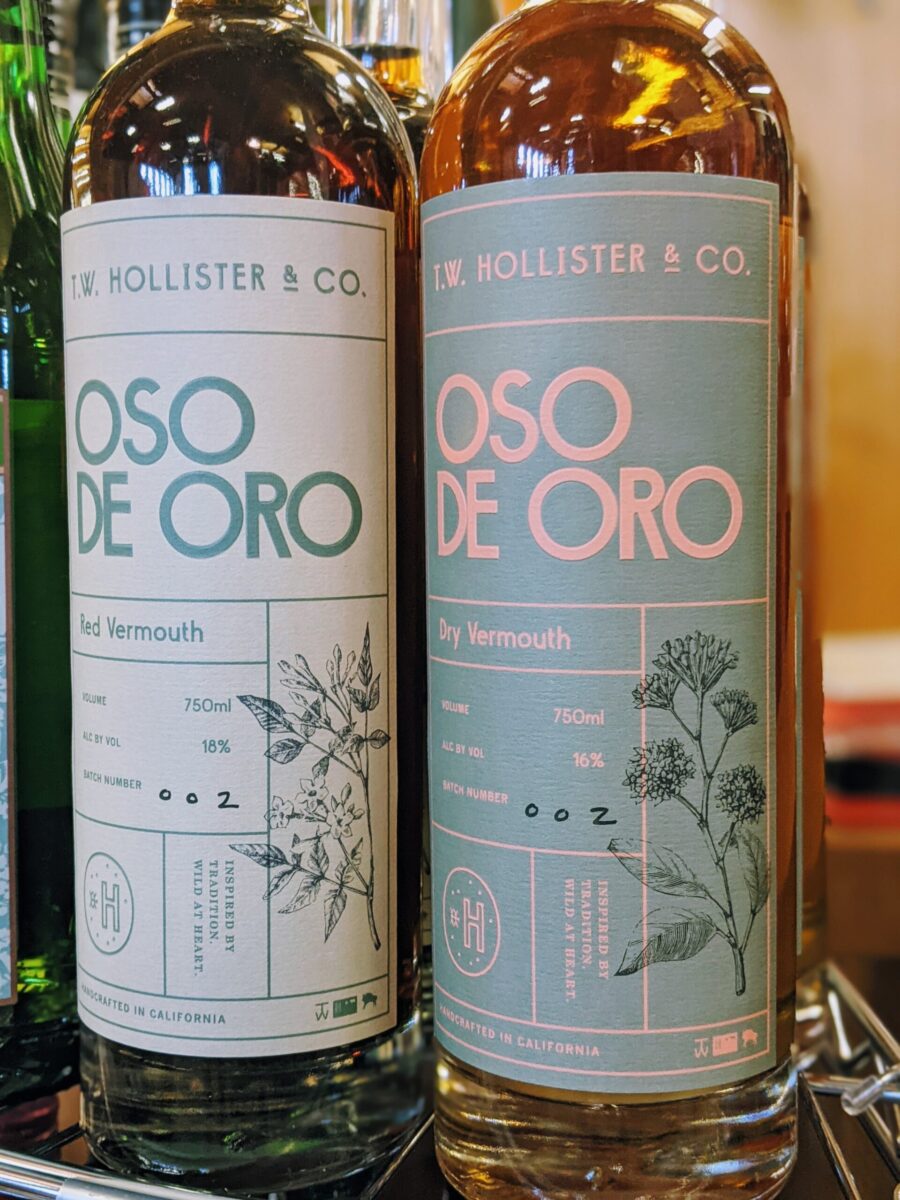 T.W. HOLLISTER & CO.
OSO
DE ORO
Red Vermouth
VOLUME 750ml
ALC BY VOL 18%
BATCH NUMBER 002
H
INSPIRED BY
TRADITION.
WILD AT HEART.
HANDCRAFTED IN CALIFORNIA
T.W. HOLLISTER & CO.
OSO
DE ORO
Dry Vermouth
VOLUME 750ml
ALC BY VOL 16%
BATCH NUMBER 002
H
INSPIRED BY
TRADITION.
WILD AT HEART.
HANDCRAFTED IN CALIFORNIA